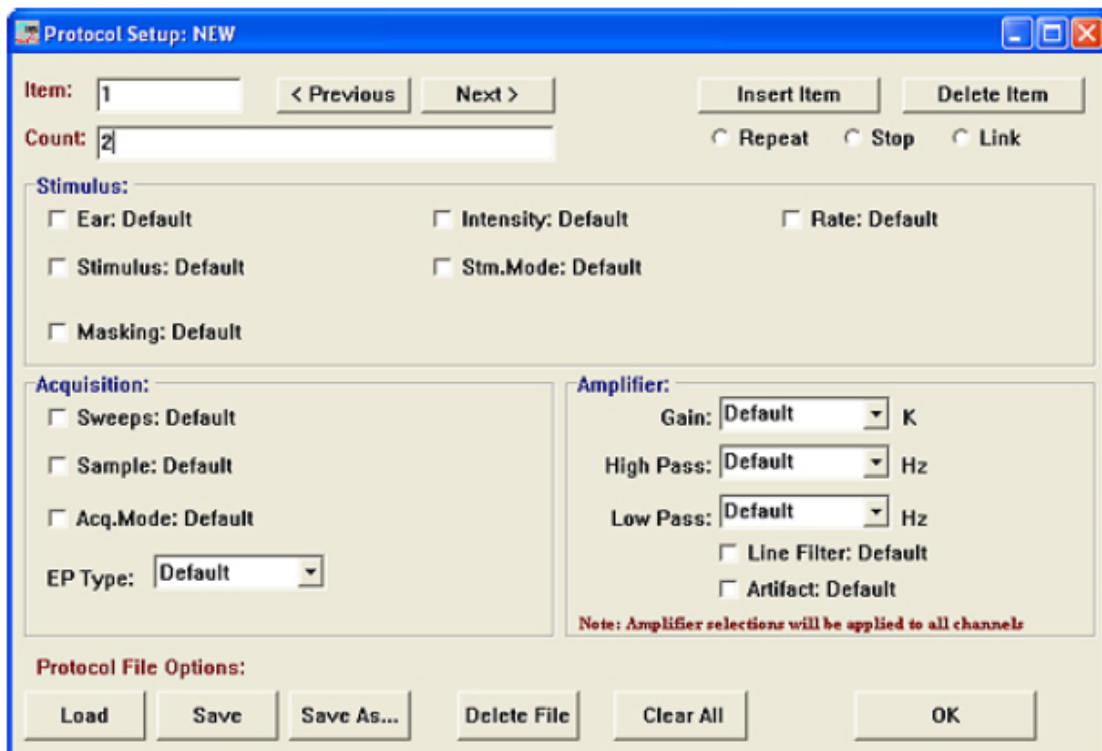 Protocol Setup: NEW
Item: 1 < Previous Next > Insert Item Delete Item
Count: 2 Repeat Stop Link
Stimulus:
Ear: Default Intensity: Default Rate: Default
Stimulus: Default Stm.Mode: Default
Masking: Default
Acquisition:
Sweeps: Default
Sample: Default
Acq.Mode: Default
EP Type: Default
Amplifier:
Gain: Default K
High Pass: Default Hz
Low Pass: Default Hz
Line Filter: Default
Artifact: Default
Note: Amplifier selections will be applied to all channels
Protocol File Options:
Load Save Save As... Delete File Clear All OK